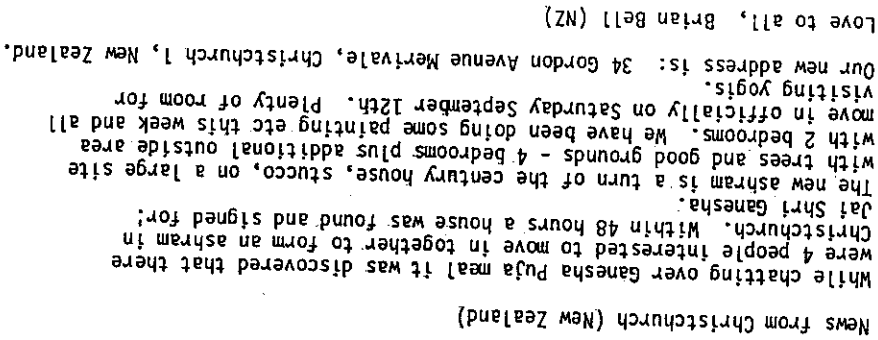 News from Christchurch (New Zealand)
While chatting over Ganesha Puja meal it was discovered that there
were 4 people interested to move in together to form an ashram in
Christchurch. Within 48 hours a house was found and signed for!
Jai Shri Ganesha.
The new ashram is a turn of the century house, stucco, on a large site
with trees and good grounds - 4 bedrooms plus additional outside area
with 2 bedrooms. We have been doing some painting etc this week and all
move in officially on Saturday September 12th. Plenty of room for
visiting yogis.
Our new address is: 34 Gordon Avenue Merivale, Christchurch 1, New Zealand.
Love to all, Brian Bell (NZ)